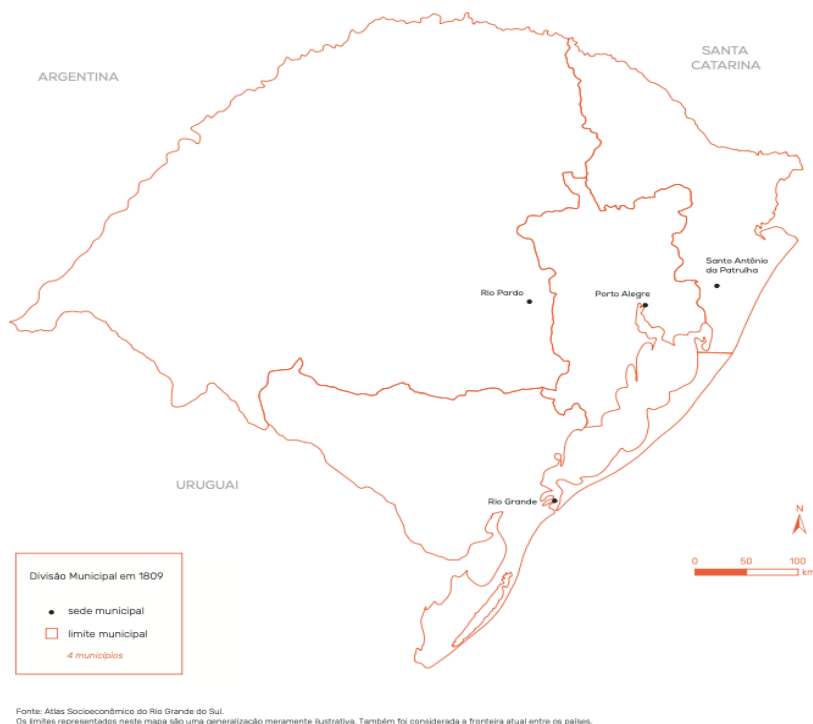 SANTA
CATARINA
ARGENTINA
Santo Antônio
da Patrulha
Rio Pardo
Porto Alegre
URUGUAI
Rio Grande
N
0 50 100
km
Divisão Municipal em 1809
sede municipal
limite municipal
4 municípios
Fonte: Atlas Socioeconômico do Rio Grande do Sul.
Os limites representados neste mapa são uma generalização meramente ilustrativa. Também foi considerada a fronteira atual entre os países.